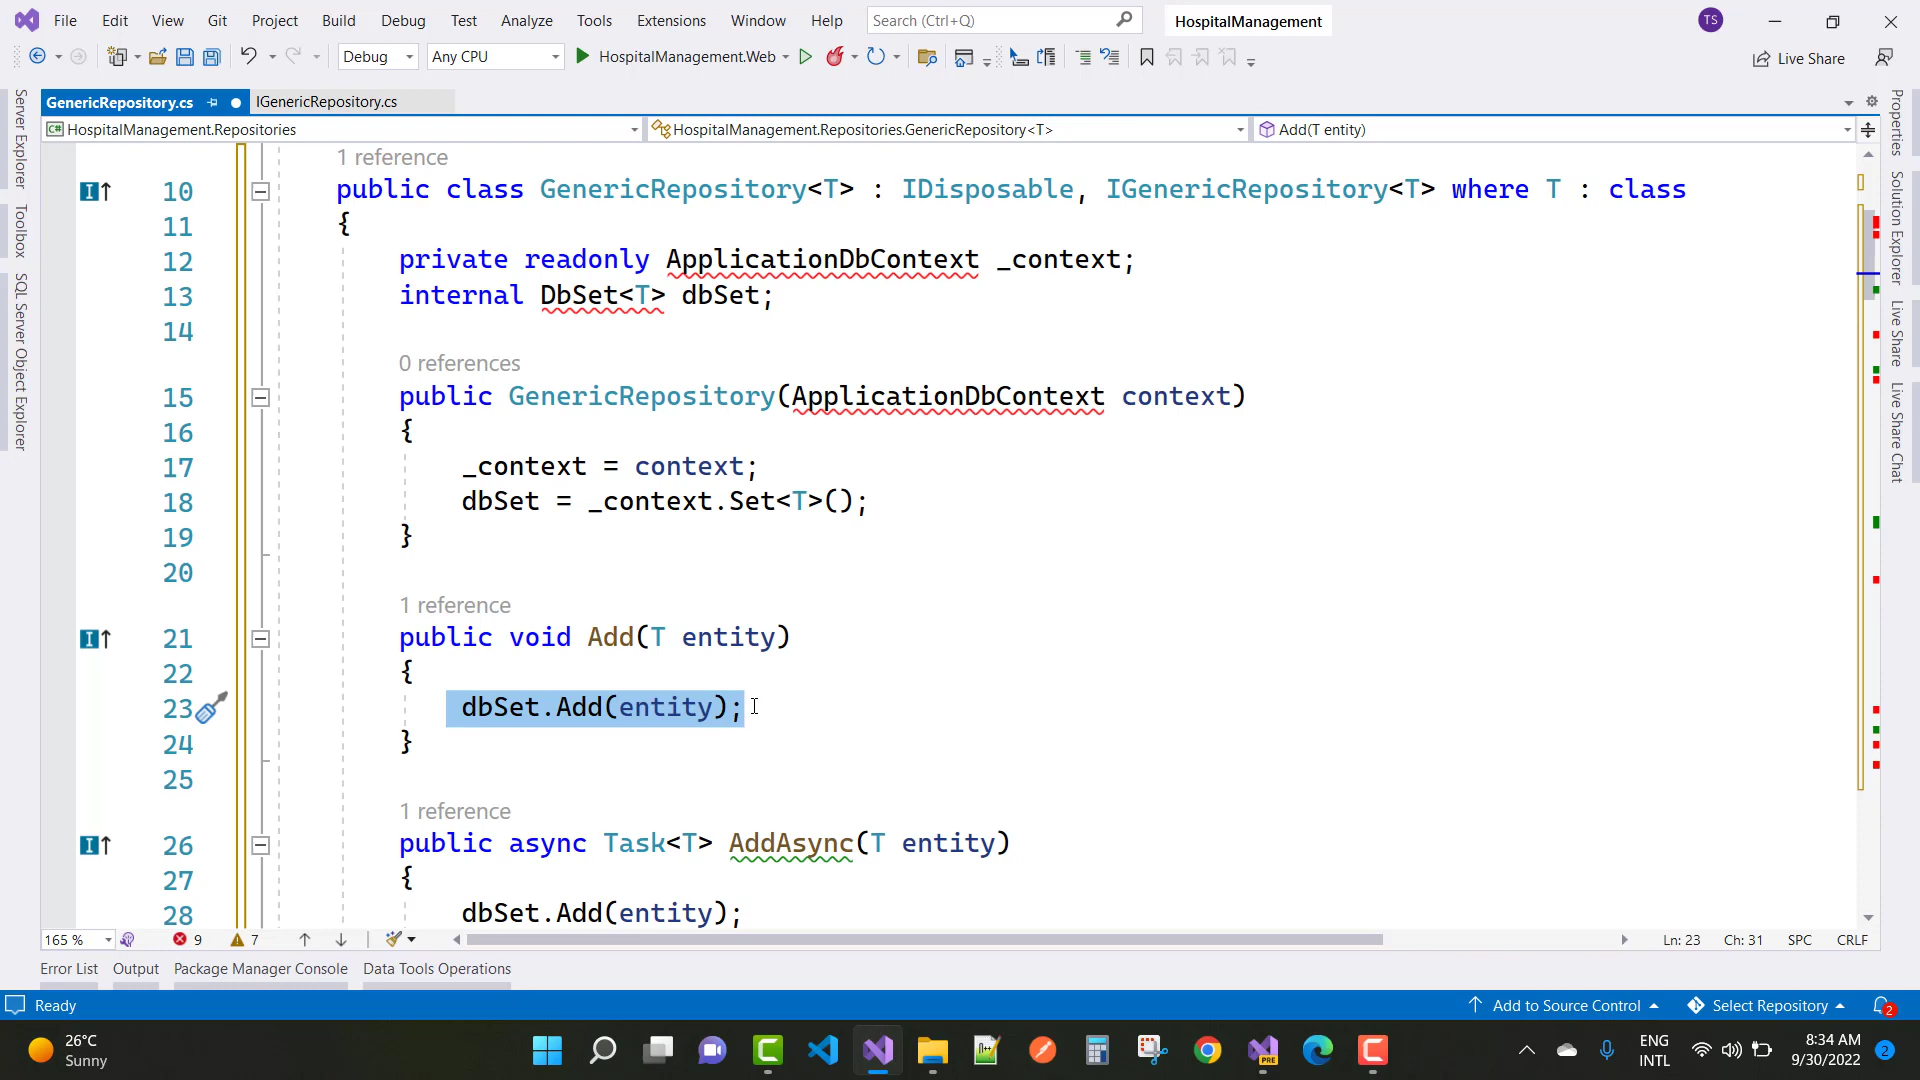 File Edit View Git Project Build Debug Test Analyze Tools Extensions Window Help Search (Ctrl+Q) HospitalManagement TS
Debug Any CPU HospitalManagement.Web Live Share
GenericRepository.cs IGenericRepository.cs
HospitalManagement.Repositories HospitalManagement.Repositories.GenericRepository<T> Add(T entity)
Server Explorer
Toolbox
SQL Server Object Explorer
1 reference
10 public class GenericRepository<T> : IDisposable, IGenericRepository<T> where T : class
11 {
12 private readonly ApplicationDbContext _context;
13 internal DbSet<T> dbSet;
14
0 references
15 public GenericRepository(ApplicationDbContext context)
16 {
17 _context = context;
18 dbSet = _context.Set<T>();
19 }
20
1 reference
21 public void Add(T entity)
22 {
23 dbSet.Add(entity);
24 }
25
1 reference
26 public async Task<T> AddAsync(T entity)
27 {
28 dbSet.Add(entity);
Properties
Solution Explorer
Live Share
Live Share Chat
165 % 9 7 Ln: 23 Ch: 31 SPC CRLF
Error List Output Package Manager Console Data Tools Operations
Ready Add to Source Control Select Repository 2
26°C
Sunny
PRE
ENG
INTL
8:34 AM
9/30/2022
2